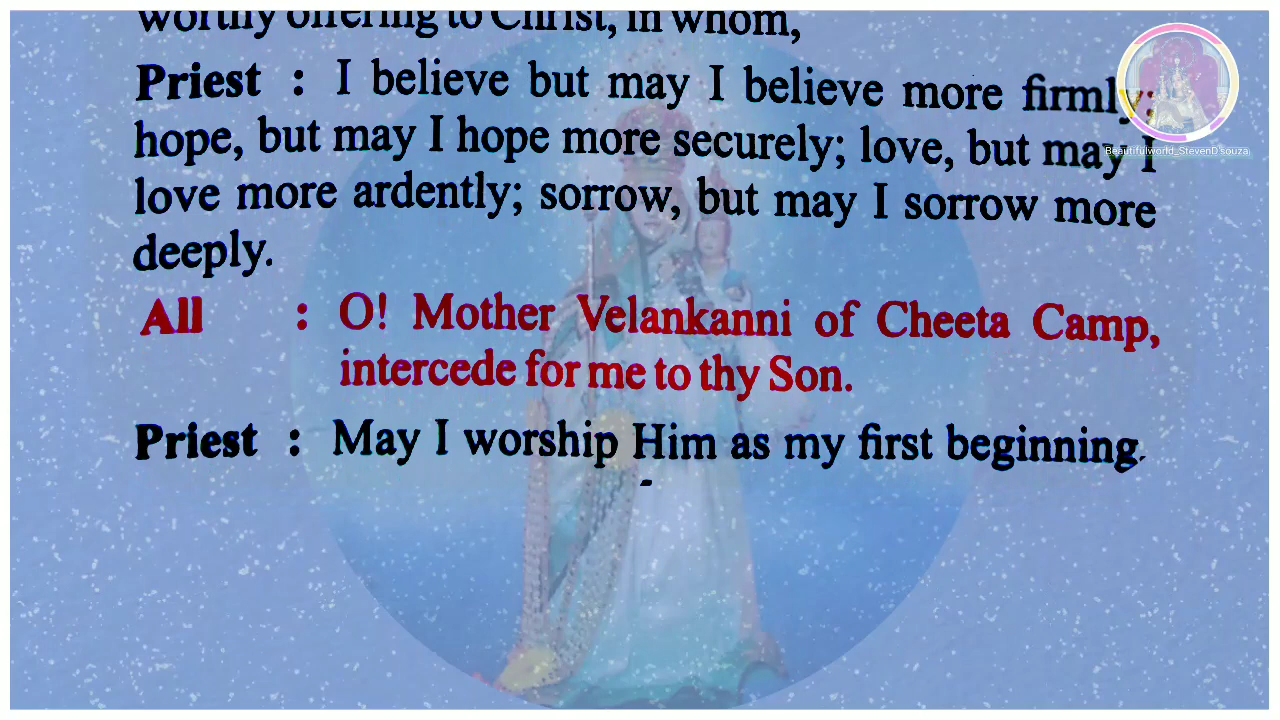 worthy offering to Christ, in whom,
Priest : I believe but may I believe more firmly;
hope, but may I hope more securely; love, but may I
love more ardently; sorrow, but may I sorrow more
deeply.
All : O! Mother Velankanni of Cheeta Camp,
intercede for me to thy Son.
Priest : May I worship Him as my first beginning.
Beautifulworld_StevenD'souza